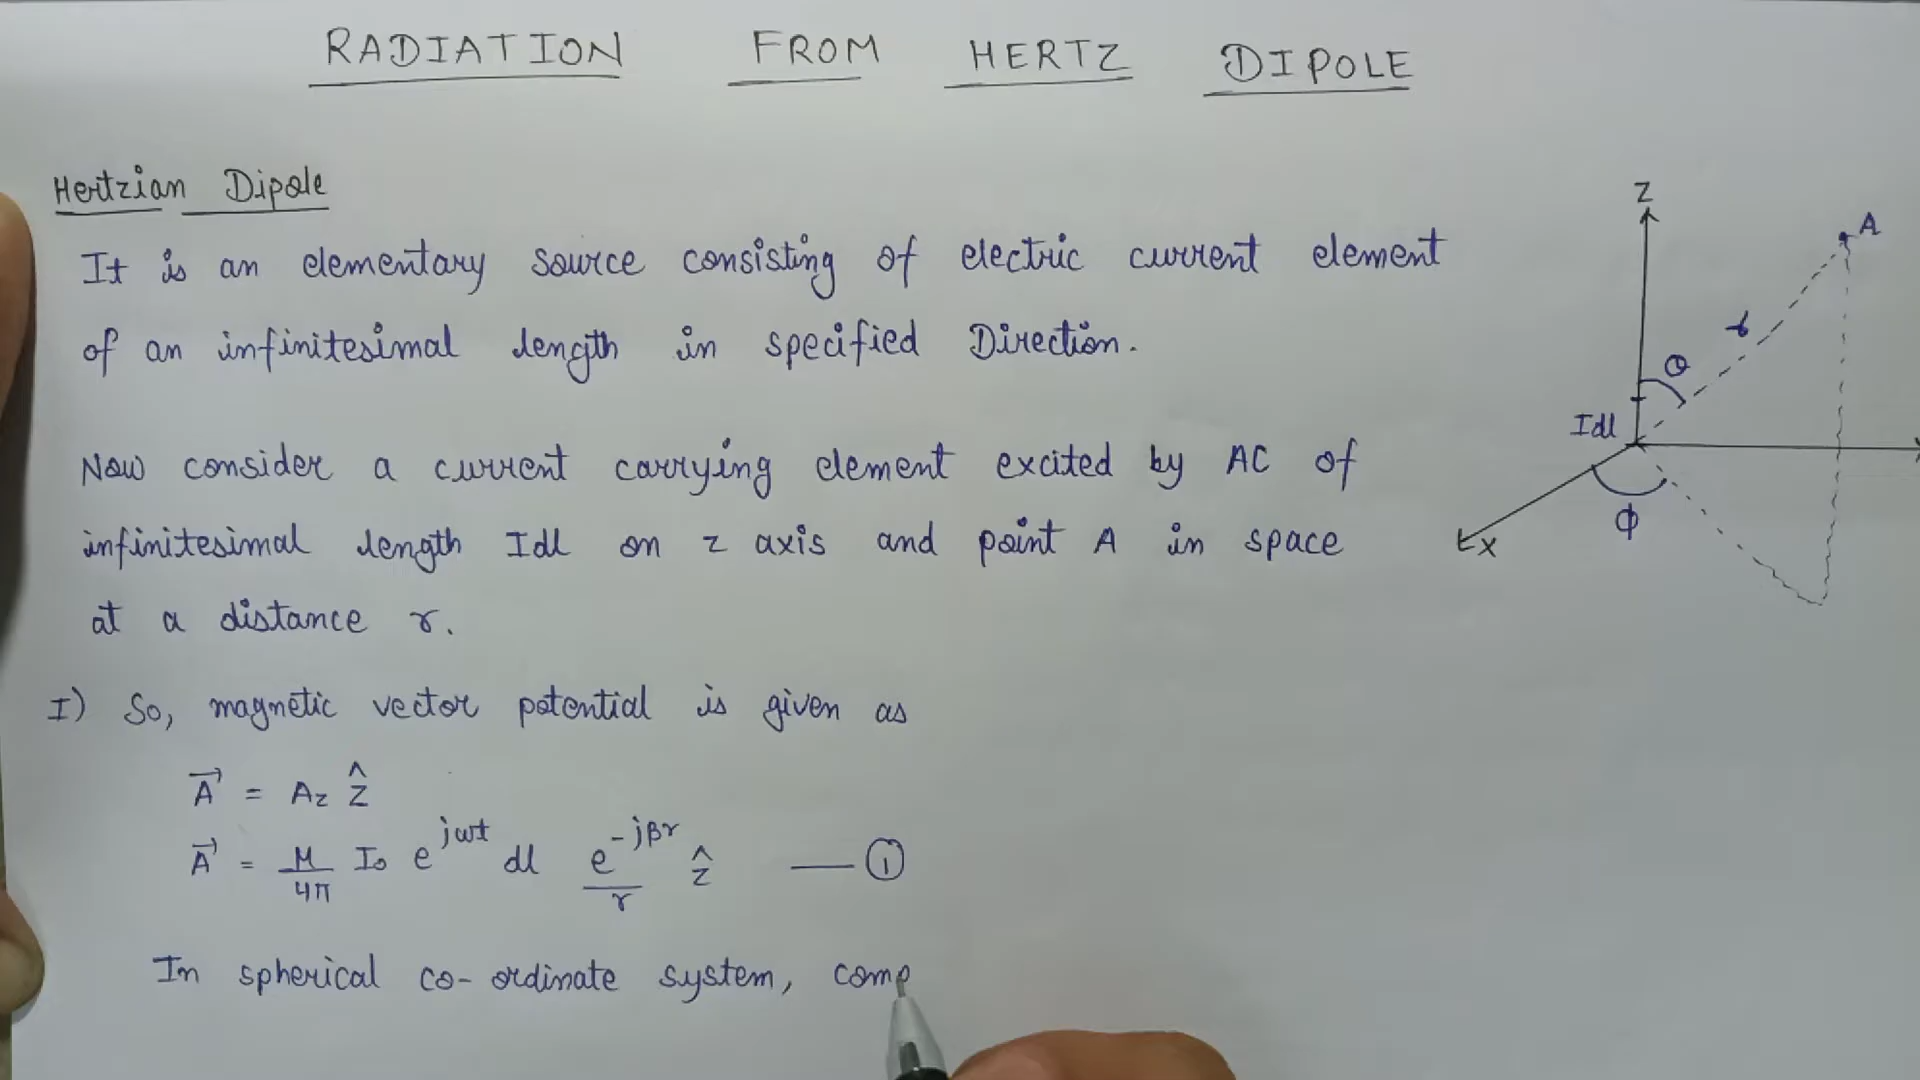 RADIATION FROM HERTZ DIPOLE
Hertzian Dipole
It is an elementary source consisting of electric current element
of an infinitesimal length in specified Direction.
Now consider a current carrying element excited by AC of
infinitesimal length Idl on z axis and point A in space
at a distance r.
I) So, magnetic vector potential is given as
A⃗ = Az ẑ
A⃗ = μ/4π I₀ e^jωt dl e^-jβr/r ẑ —— ①
In spherical co-ordinate system, comp
Z
A
r
θ
Idl
ϕ
X